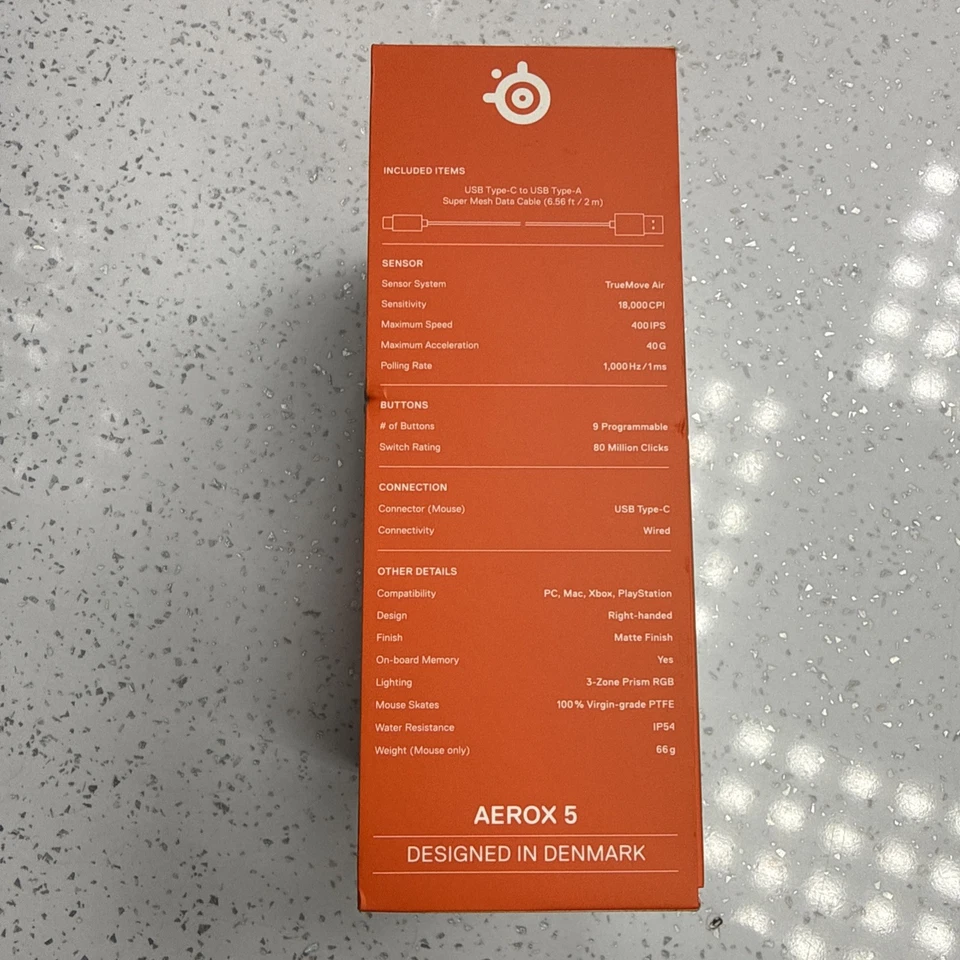 INCLUDED ITEMS
USB Type-C to USB Type-A
Super Mesh Data Cable (6.56 ft / 2 m)
SENSOR
Sensor System TrueMove Air
Sensitivity 18,000 CPI
Maximum Speed 400 IPS
Maximum Acceleration 40 G
Polling Rate 1,000 Hz / 1 ms
BUTTONS
# of Buttons 9 Programmable
Switch Rating 80 Million Clicks
CONNECTION
Connector (Mouse) USB Type-C
Connectivity Wired
OTHER DETAILS
Compatibility PC, Mac, Xbox, PlayStation
Design Right-handed
Finish Matte Finish
On-board Memory Yes
Lighting 3-Zone Prism RGB
Mouse Skates 100 % Virgin-grade PTFE
Water Resistance IP54
Weight (Mouse only) 66 g
AEROX 5
DESIGNED IN DENMARK